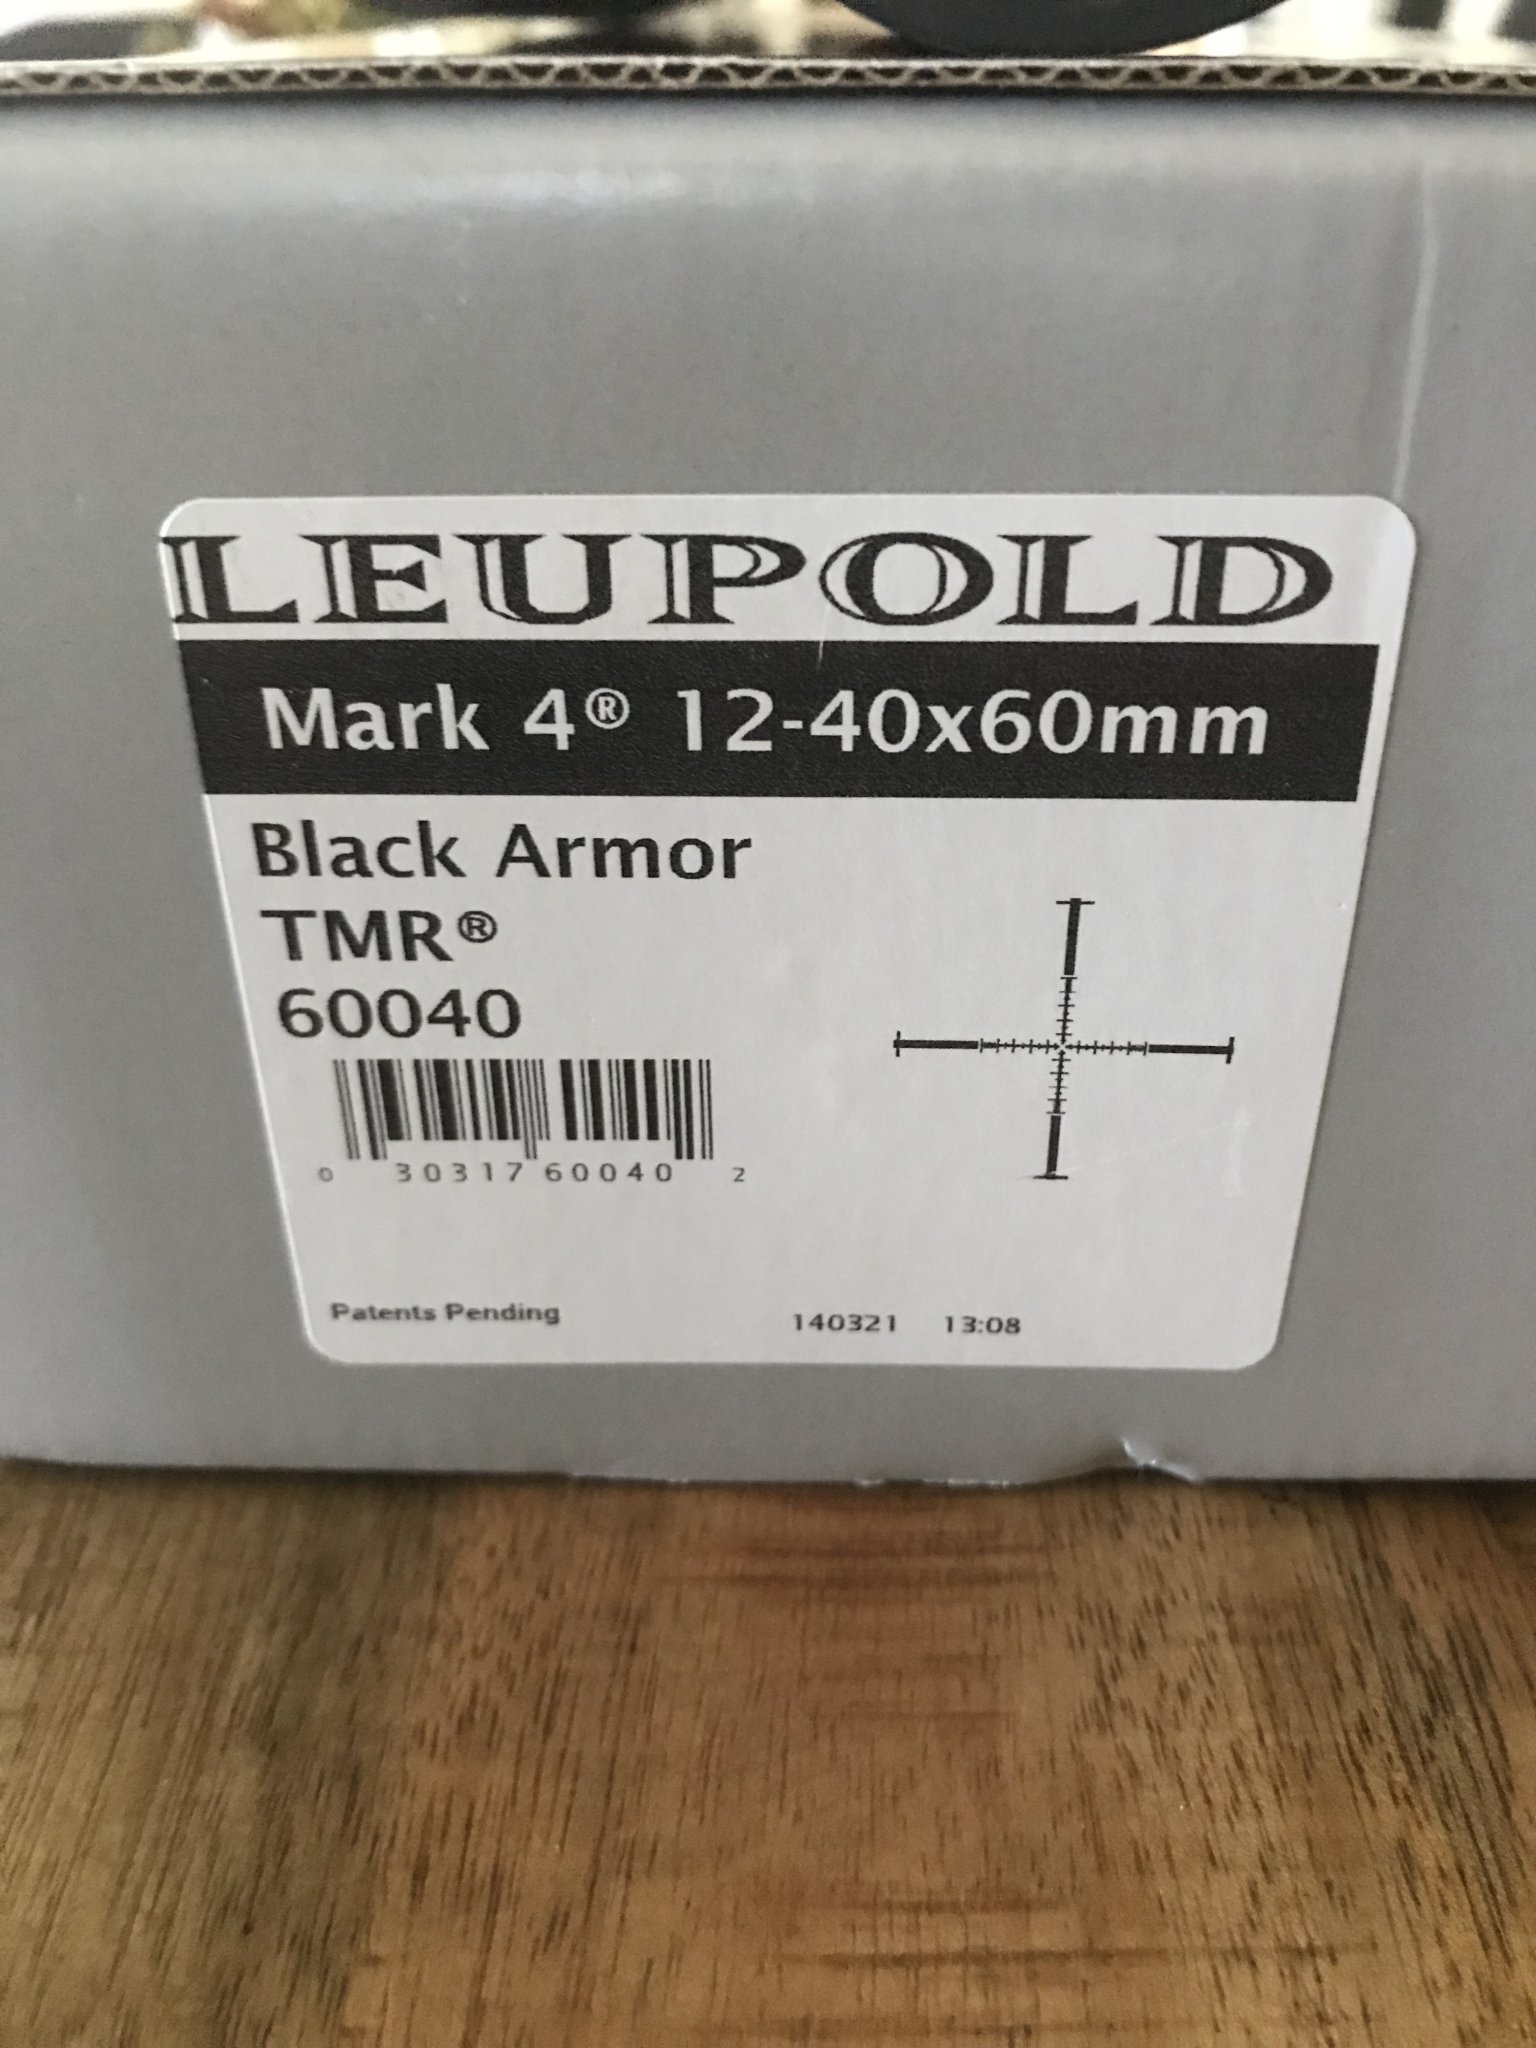 LEUPOLD
Mark 4® 12-40x60mm
Black Armor
TMR®
60040
0 30317 60040 2
Patents Pending 140321 13:08